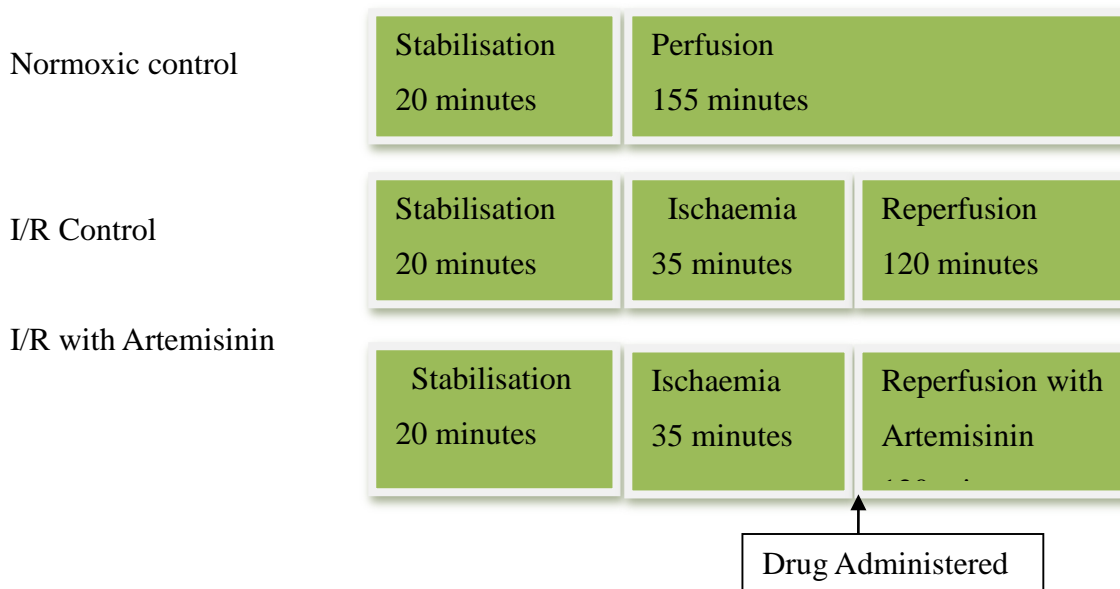 Normoxic control
Stabilisation
20 minutes
Perfusion
155 minutes
I/R Control
Stabilisation
20 minutes
Ischaemia
35 minutes
Reperfusion
120 minutes
I/R with Artemisinin
Stabilisation
20 minutes
Ischaemia
35 minutes
Reperfusion with
Artemisinin
Drug Administered